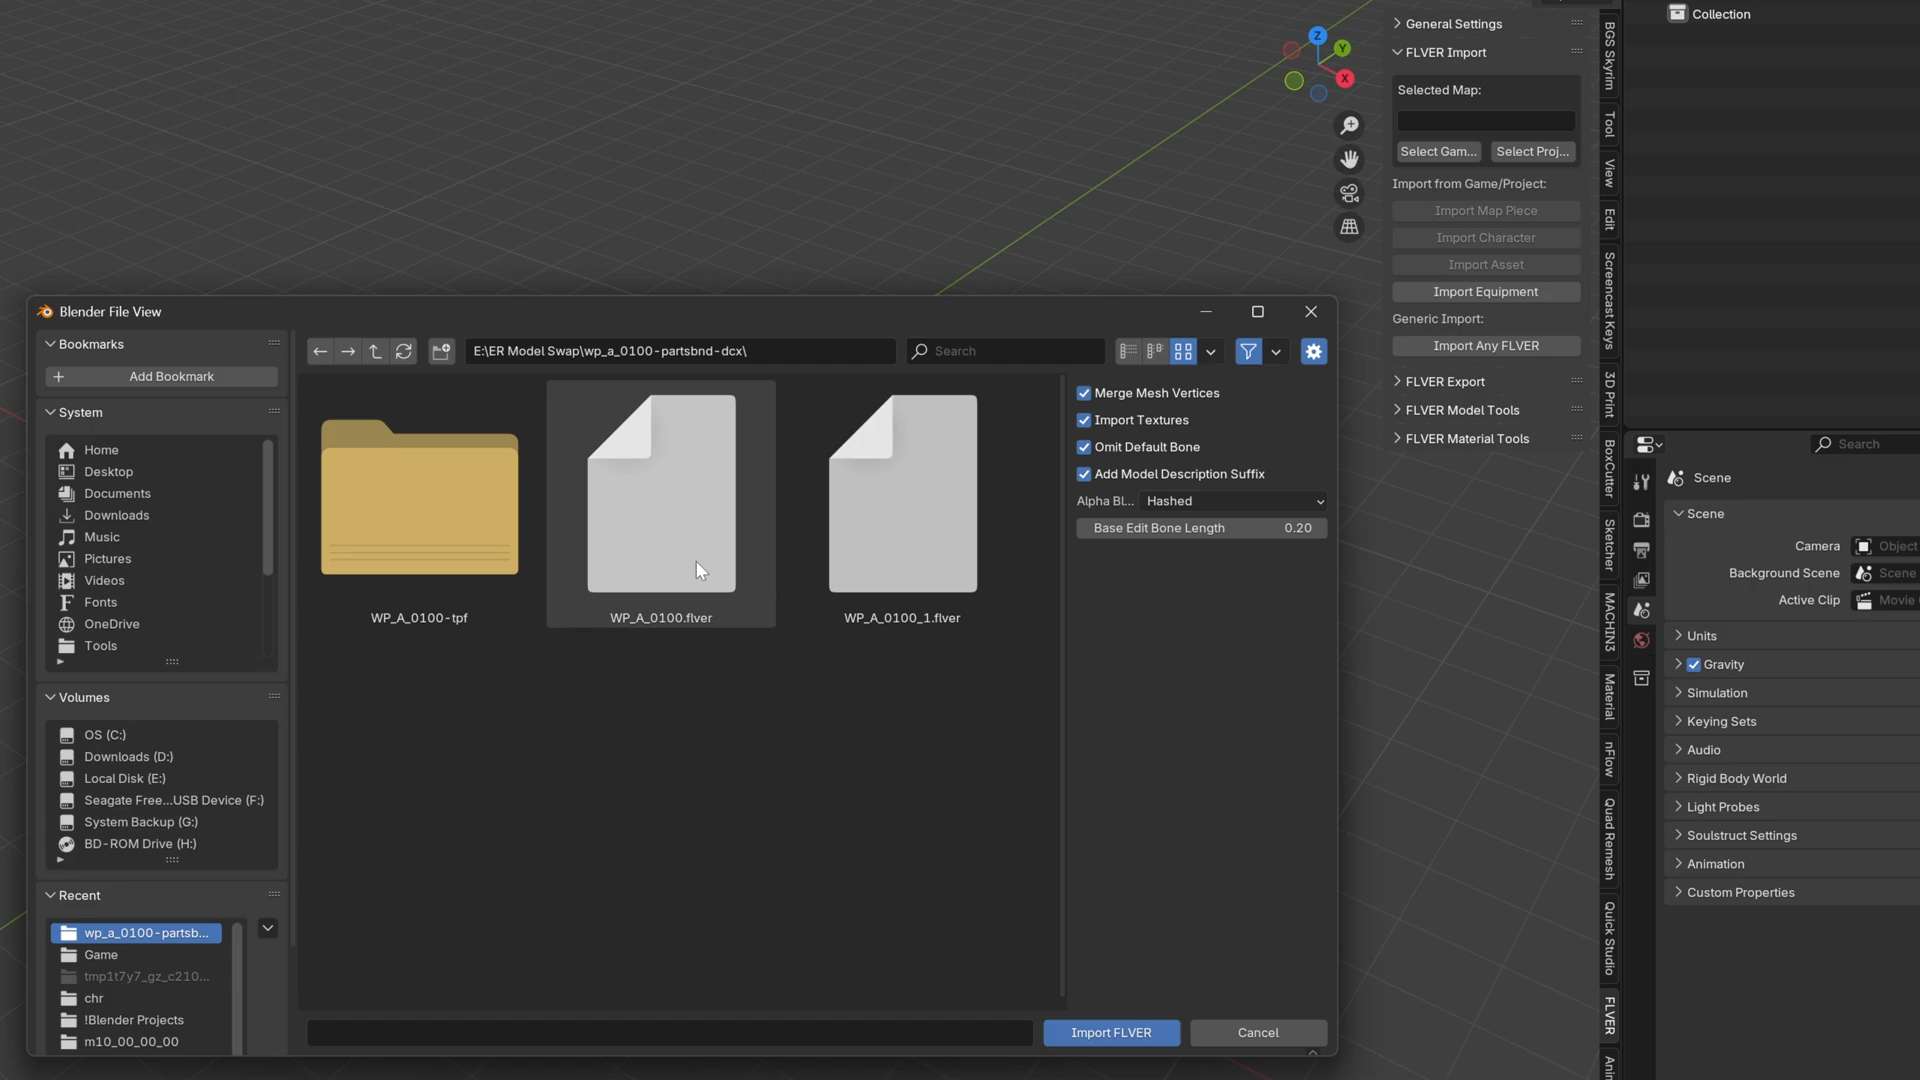 Z
Y
X
General Settings
FLVER Import
Selected Map:
Select Gam...
Select Proj...
Import from Game/Project:
Import Map Piece
Import Character
Import Asset
Import Equipment
Generic Import:
Import Any FLVER
FLVER Export
FLVER Model Tools
FLVER Material Tools
BGS Skyrim
Tool
View
Edit
Screencast Keys
3D Print
BoxCutter
Sketcher
MACHIN3
Material
nFlow
Quad Remesh
Quick Studio
FLVER
Collection
Search
Scene
Scene
Camera
Object
Background Scene
Scene
Active Clip
Movie
Units
Gravity
Simulation
Keying Sets
Audio
Rigid Body World
Light Probes
Soulstruct Settings
Animation
Custom Properties
Blender File View
Bookmarks
Add Bookmark
System
Home
Desktop
Documents
Downloads
Music
Pictures
Videos
Fonts
OneDrive
Tools
Volumes
OS (C:)
Downloads (D:)
Local Disk (E:)
Seagate Free...USB Device (F:)
System Backup (G:)
BD-ROM Drive (H:)
Recent
wp_a_0100-partsb...
Game
tmp1t7y7_gz_c210...
chr
!Blender Projects
m10_00_00_00
E:\ER Model Swap\wp_a_0100-partsbnd-dcx\
Search
WP_A_0100-tpf
WP_A_0100.flver
WP_A_0100_1.flver
Merge Mesh Vertices
Import Textures
Omit Default Bone
Add Model Description Suffix
Alpha Bl...
Hashed
Base Edit Bone Length 0.20
Import FLVER
Cancel